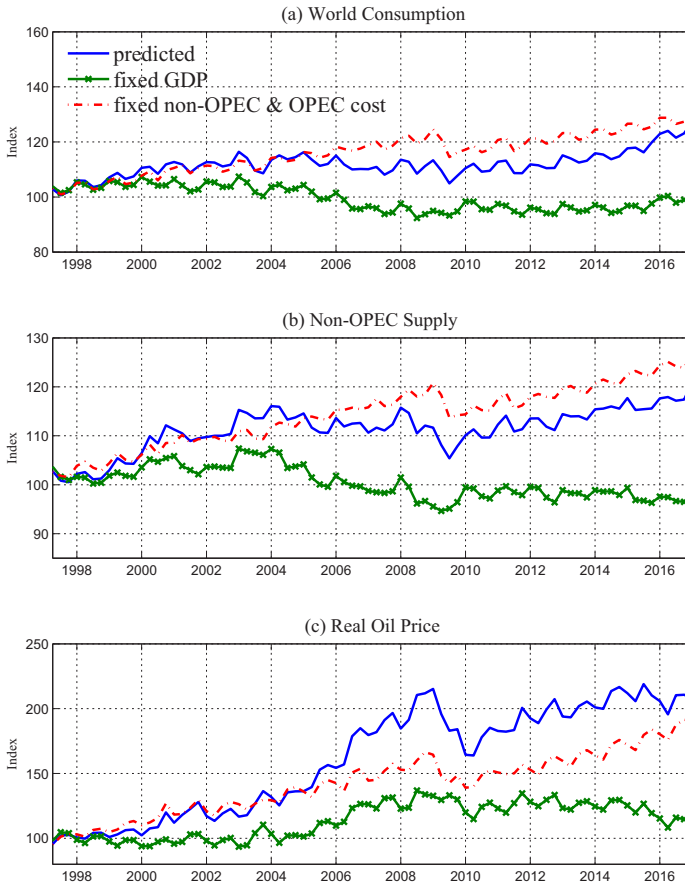 (a) World Consumption
160
140
120
100
80
Index
predicted
fixed GDP
fixed non-OPEC & OPEC cost
1998 2000 2002 2004 2006 2008 2010 2012 2014 2016
(b) Non-OPEC Supply
130
120
110
100
90
Index
1998 2000 2002 2004 2006 2008 2010 2012 2014 2016
(c) Real Oil Price
250
200
150
100
Index
1998 2000 2002 2004 2006 2008 2010 2012 2014 2016